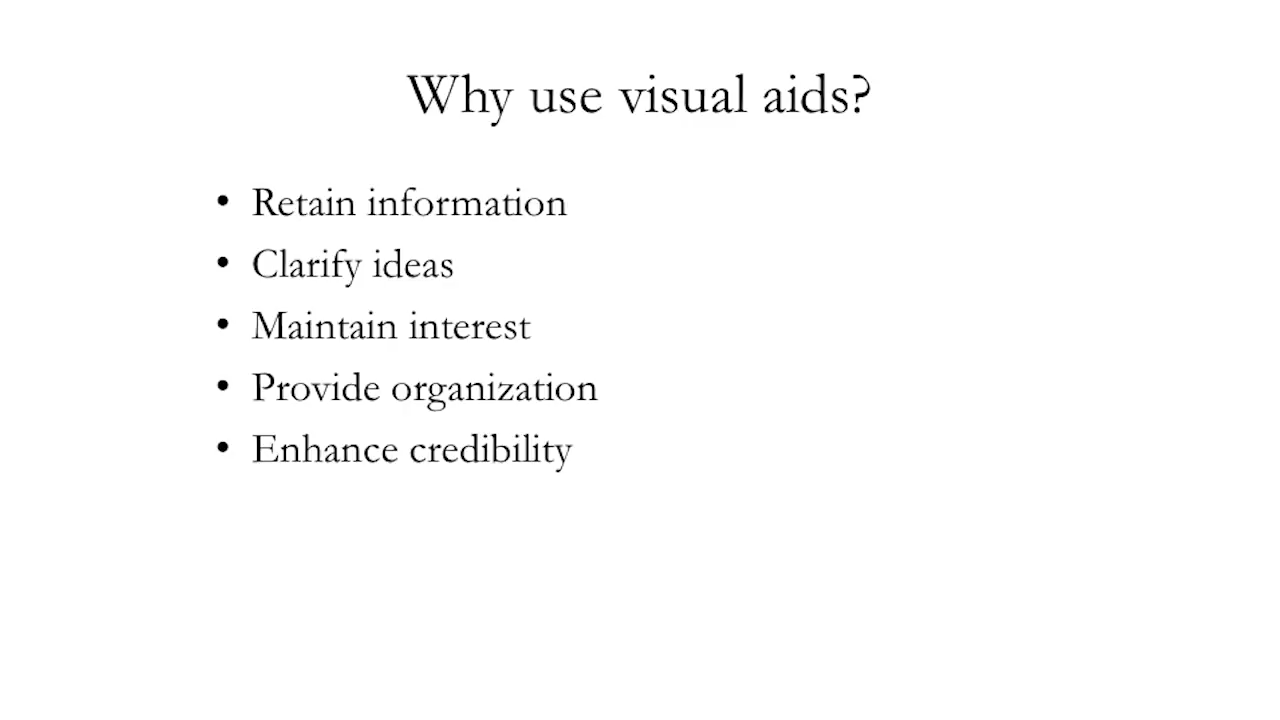 Why use visual aids?
• Retain information
• Clarify ideas
• Maintain interest
• Provide organization
• Enhance credibility